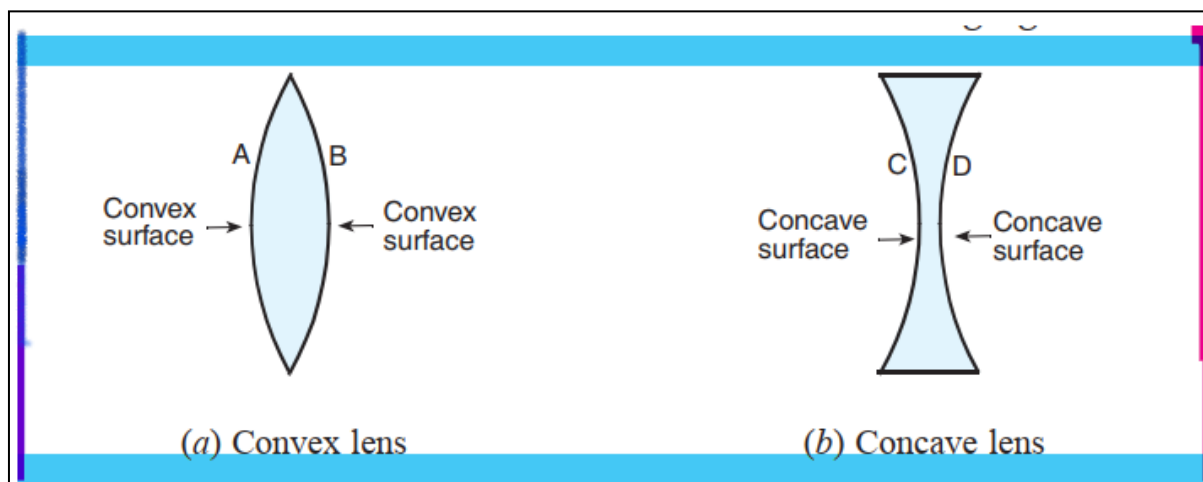 A
B
Convex
surface
Convex
surface
(a) Convex lens
C
D
Concave
surface
Concave
surface
(b) Concave lens